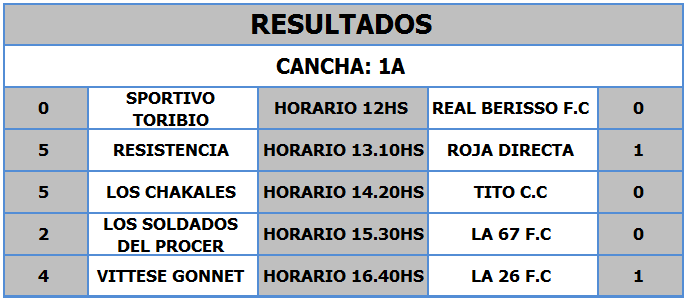 RESULTADOS
CANCHA: 1A
0 SPORTIVO TORIBIO HORARIO 12HS REAL BERISSO F.C 0
5 RESISTENCIA HORARIO 13.10HS ROJA DIRECTA 1
5 LOS CHAKALES HORARIO 14.20HS TITO C.C 0
2 LOS SOLDADOS DEL PROCER HORARIO 15.30HS LA 67 F.C 0
4 VITTESE GONNET HORARIO 16.40HS LA 26 F.C 1